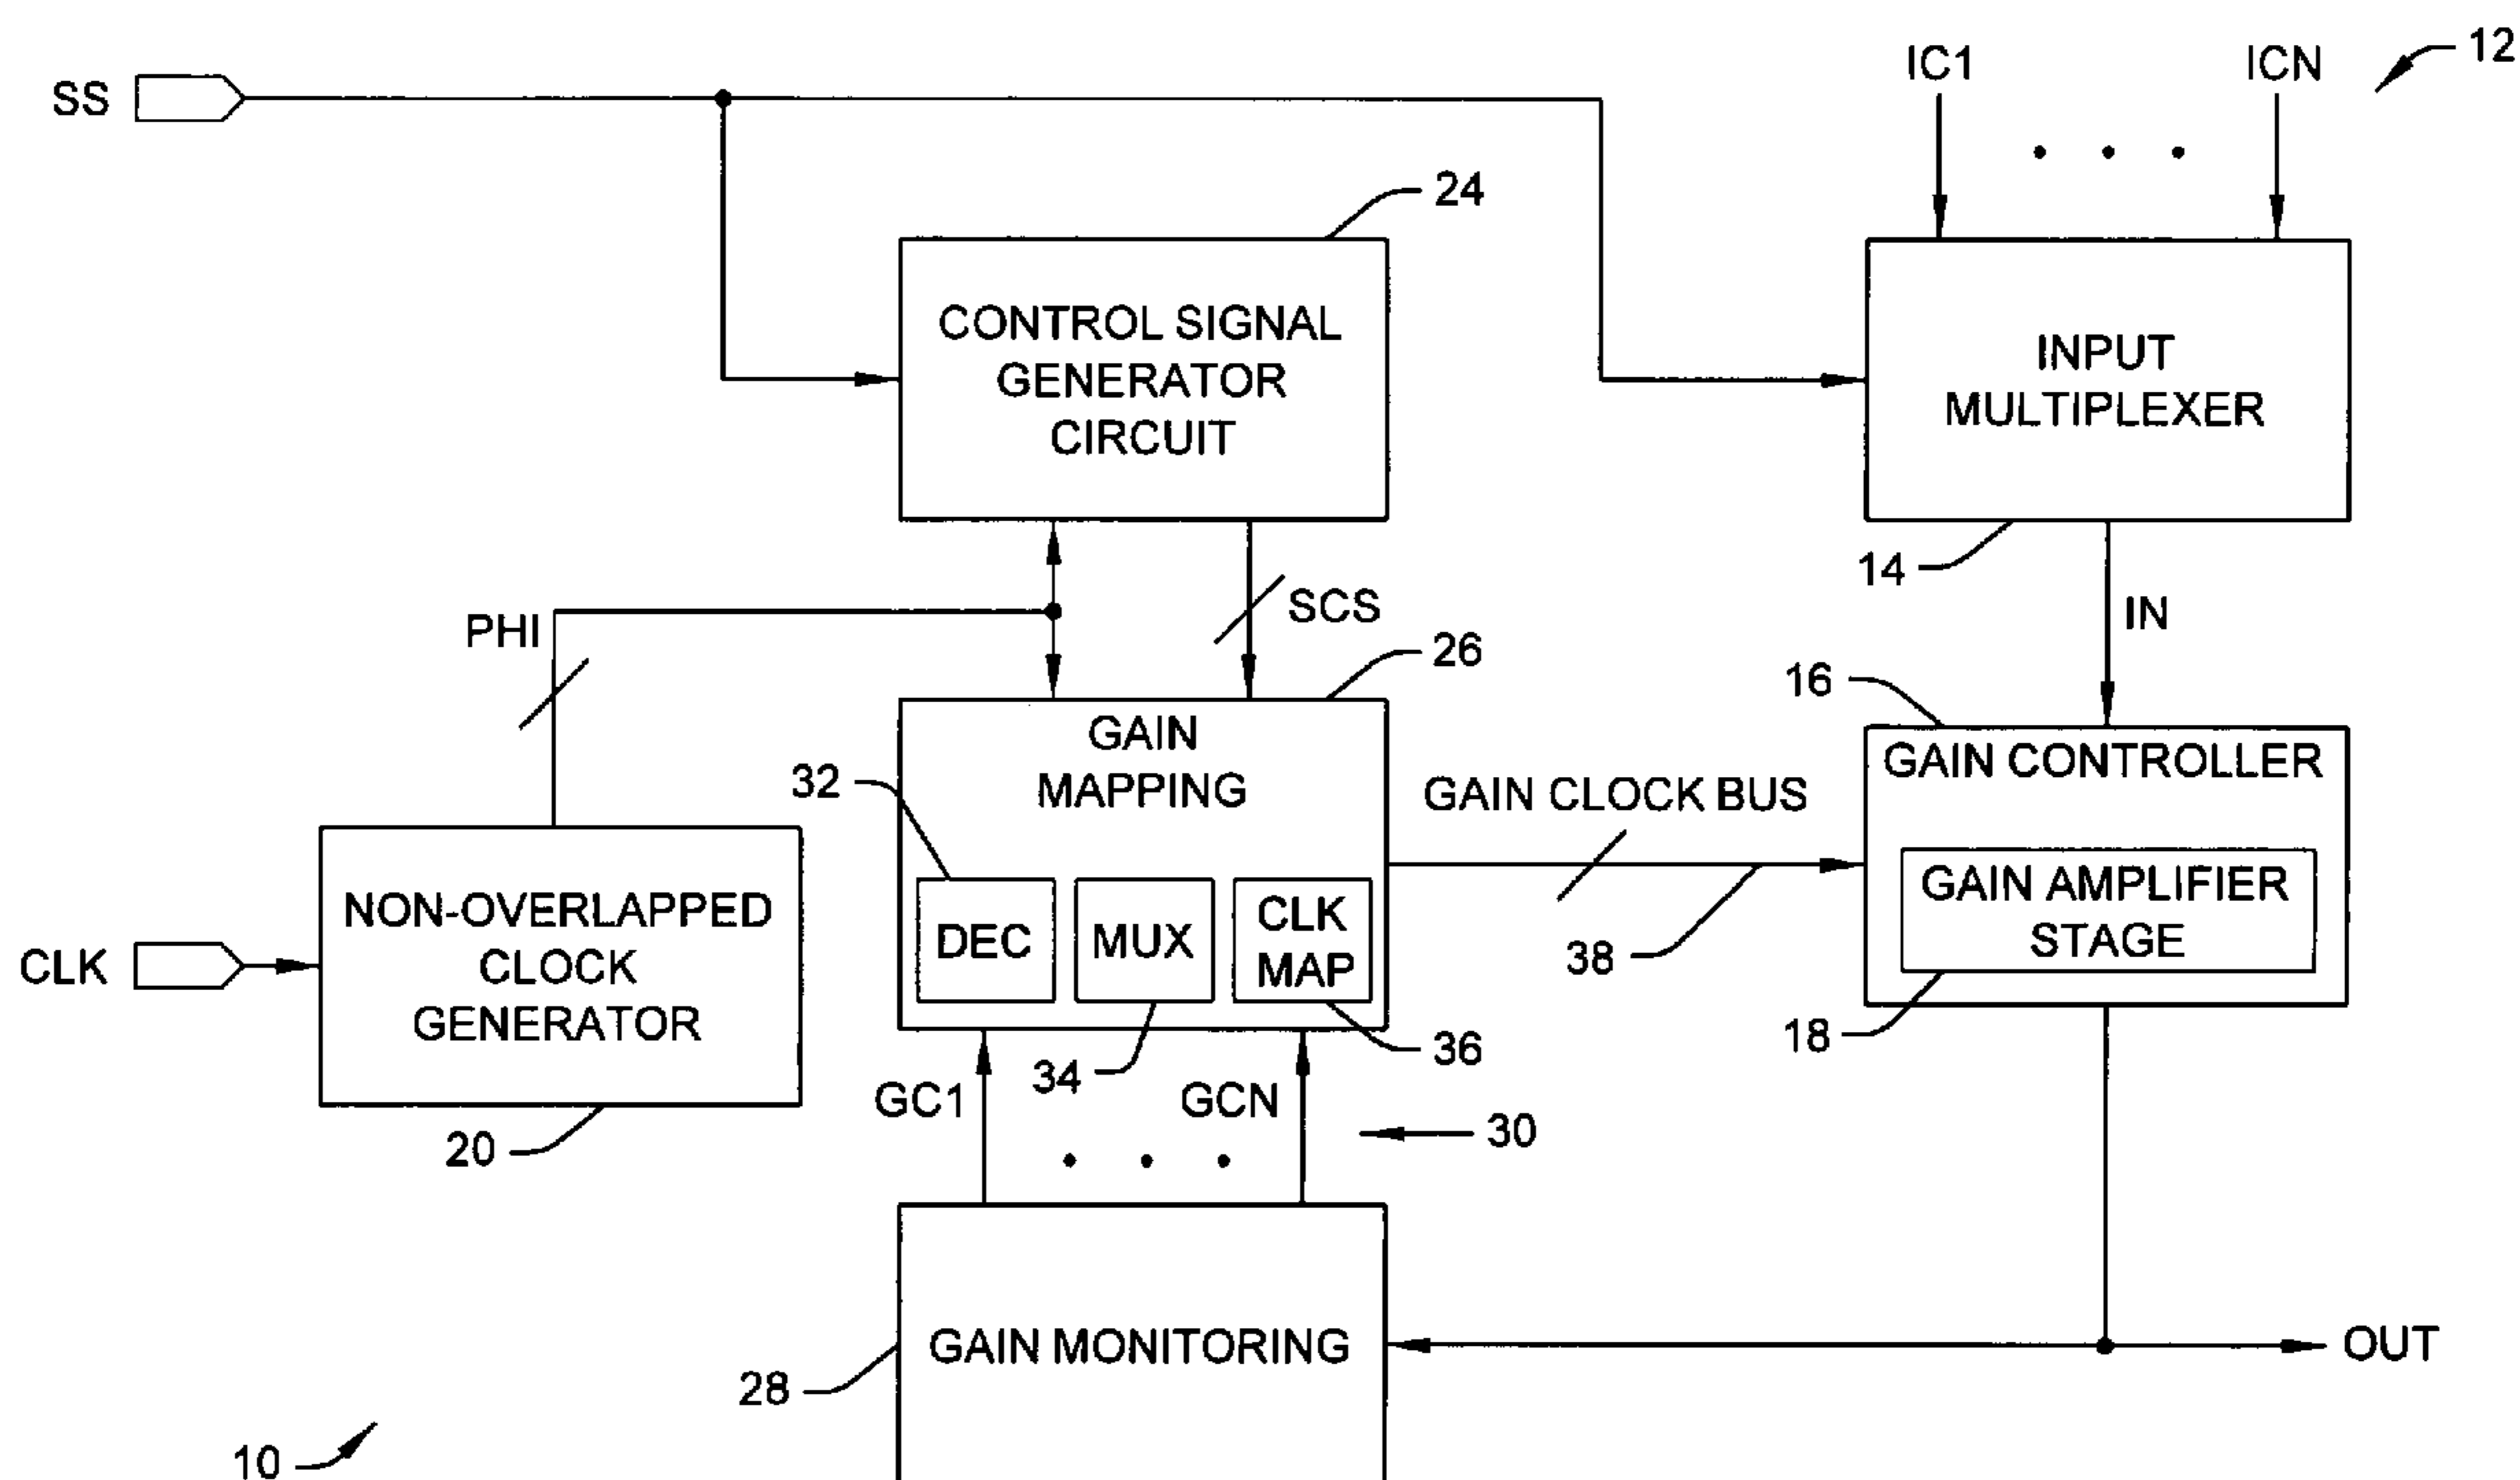 SS
IC1
ICN
12
24
CONTROL SIGNAL
GENERATOR
CIRCUIT
INPUT
MULTIPLEXER
14
PHI
SCS
IN
26
16
GAIN
MAPPING
32
GAIN CLOCK BUS
GAIN CONTROLLER
DEC
MUX
CLK
MAP
GAIN AMPLIFIER
STAGE
38
18
CLK
NON-OVERLAPPED
CLOCK
GENERATOR
20
34
36
GC1
GCN
30
GAIN MONITORING
28
OUT
10